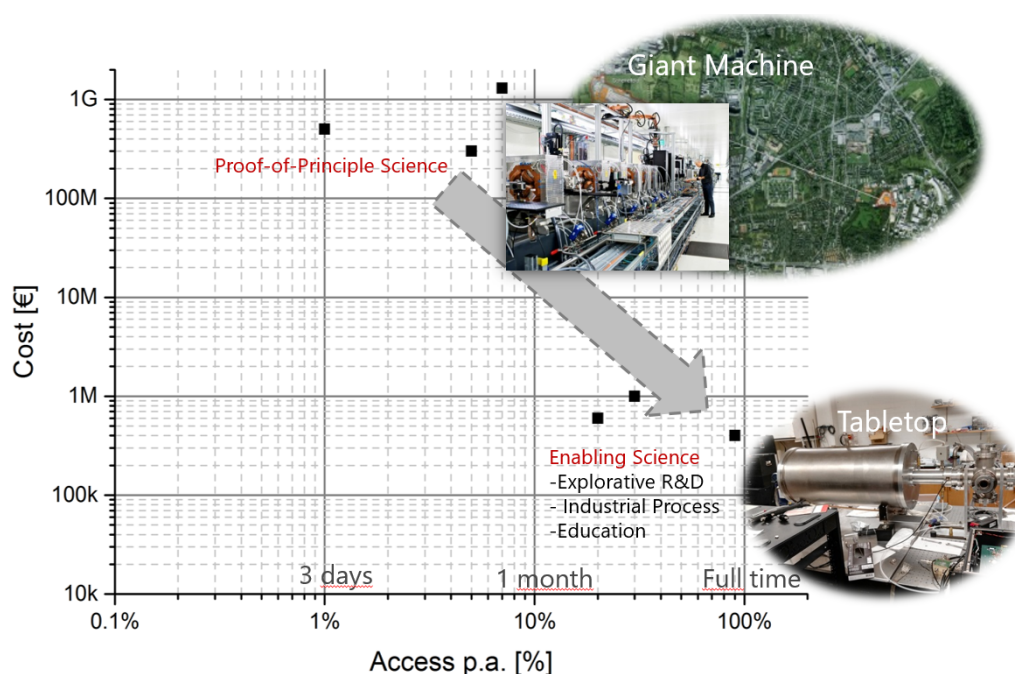 Giant Machine
1G
Proof-of-Principle Science
100M
10M
Cost [€]
1M
Tabletop
Enabling Science
-Explorative R&D
- Industrial Process
-Education
100k
3 days
1 month
Full time
10k
0.1%
1%
10%
100%
Access p.a. [%]